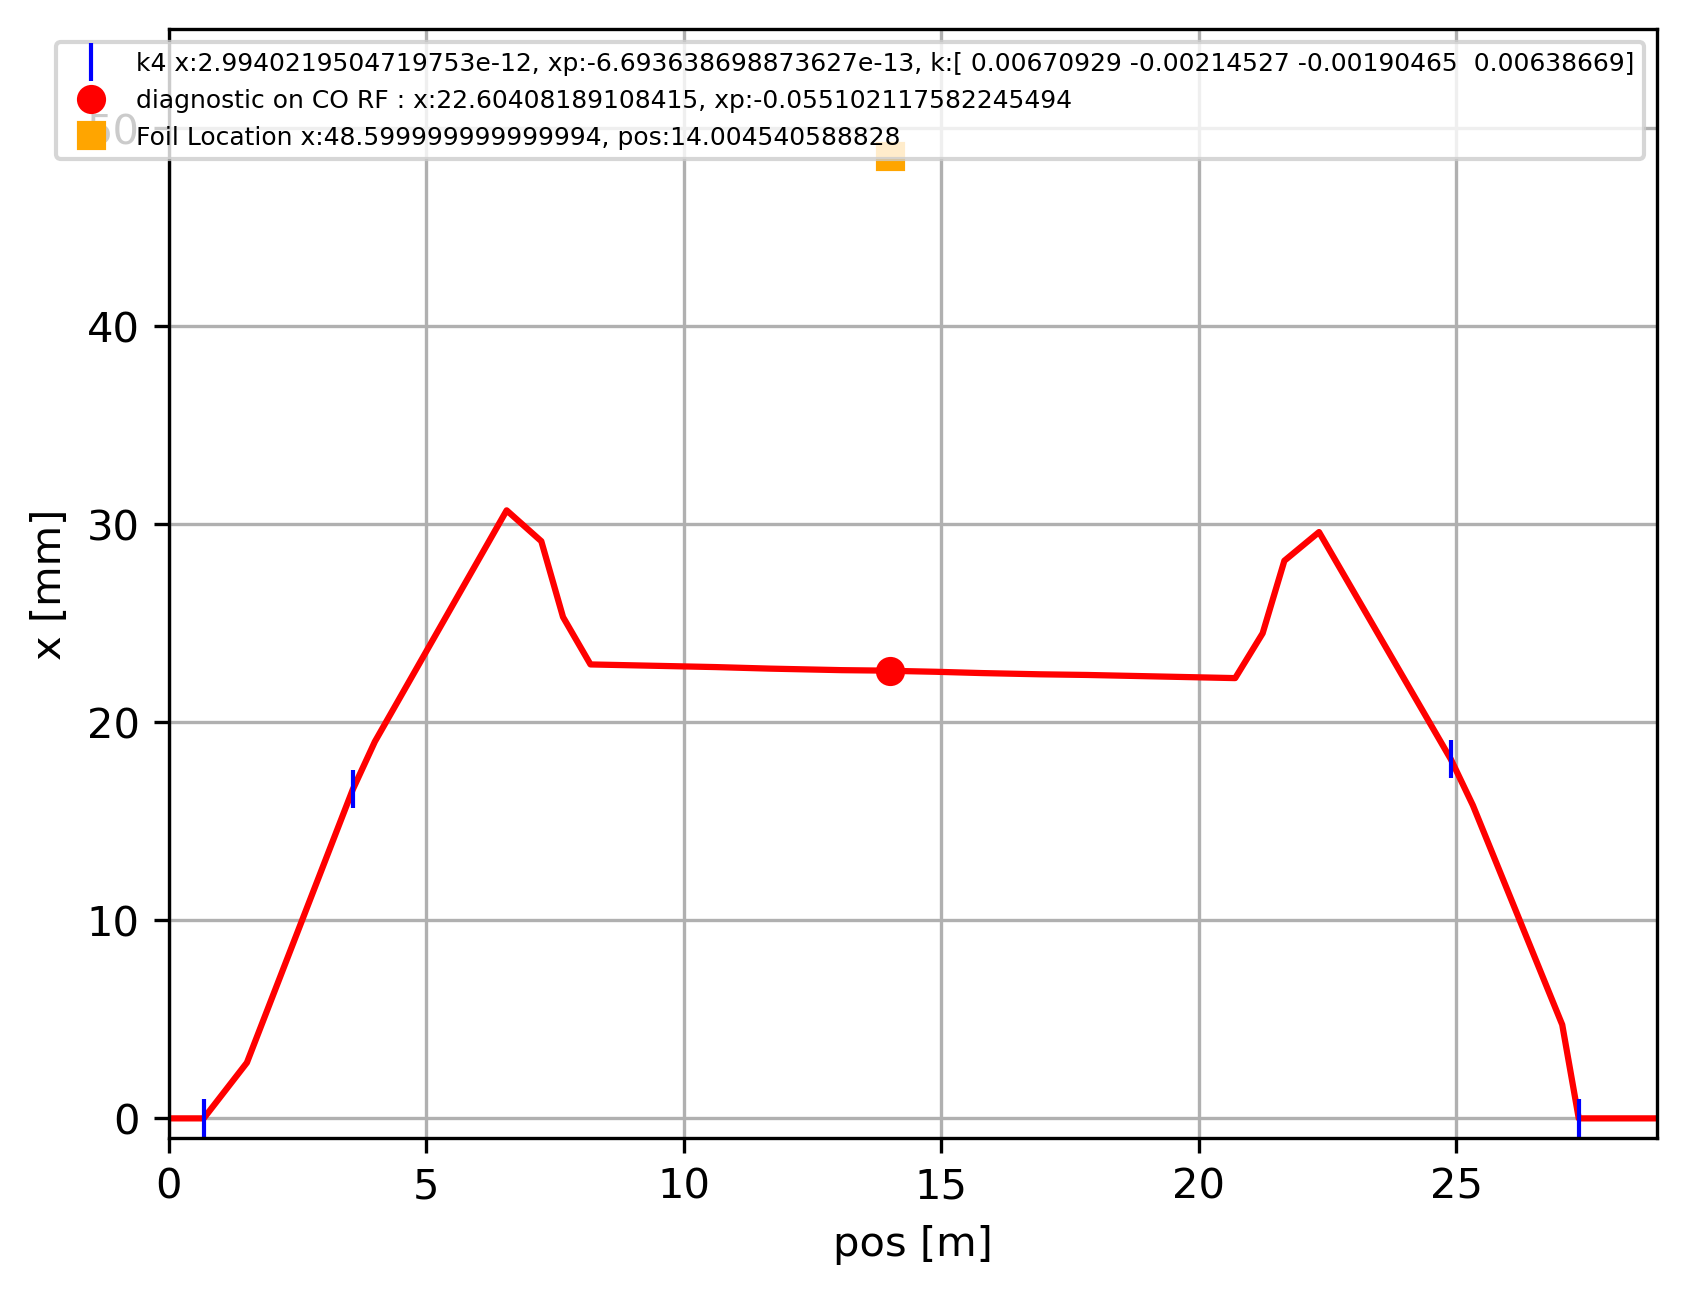 k4 x:2.9940219504719753e-12, xp:-6.693638698873627e-13, k:[ 0.00670929 -0.00214527 -0.00190465  0.00638669]
diagnostic on CO RF : x:22.60408189108415, xp:-0.055102117582245494
Foil Location x:48.599999999999994, pos:14.004540588828
50
40
30
20
10
0
x [mm]
0 5 10 15 20 25
pos [m]